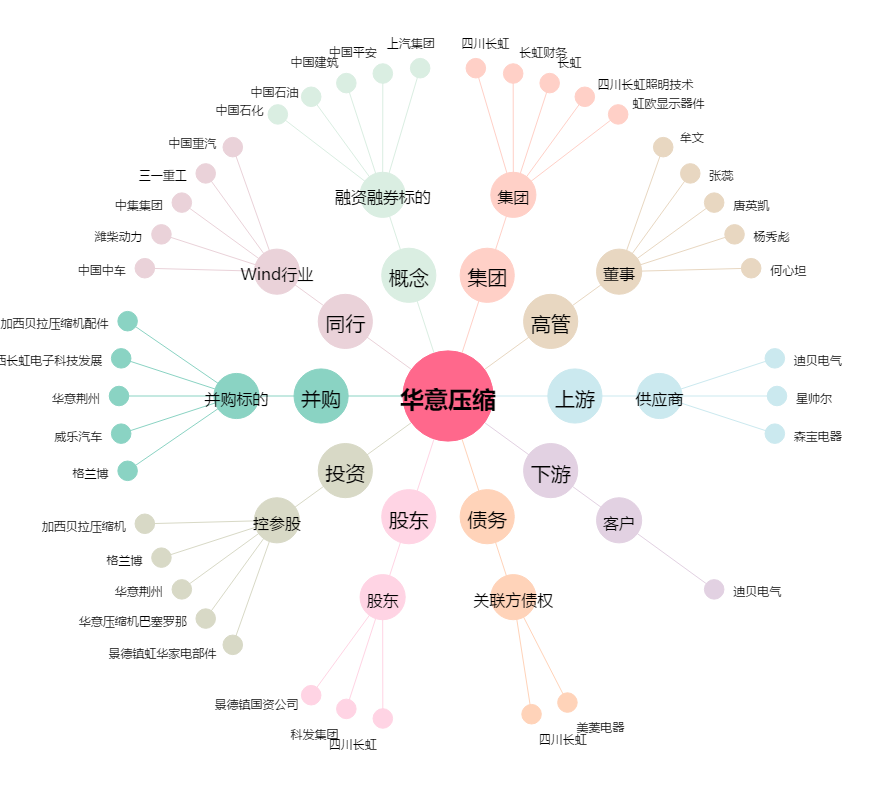 上汽集团
四川长虹
中国平安
长虹财务
中国建筑
长虹
四川长虹照明技术
中国石油
虹欧显示器件
中国石化
牟文
中国重汽
三一重工
张蕊
融资融券标的
集团
中集集团
唐英凯
潍柴动力
杨秀彪
中国中车
Wind行业
概念
集团
董事
何心坦
加西贝拉压缩机配件
同行
高管
西长虹电子科技发展
迪贝电气
华意荆州
并购标的
并购
华意压缩
上游
供应商
星帅尔
威乐汽车
森宝电器
格兰博
投资
下游
加西贝拉压缩机
控参股
股东
债务
客户
格兰博
华意荆州
迪贝电气
股东
关联方债权
华意压缩机巴塞罗那
景德镇虹华家电部件
景德镇国资公司
美菱电器
科发集团
四川长虹
四川长虹